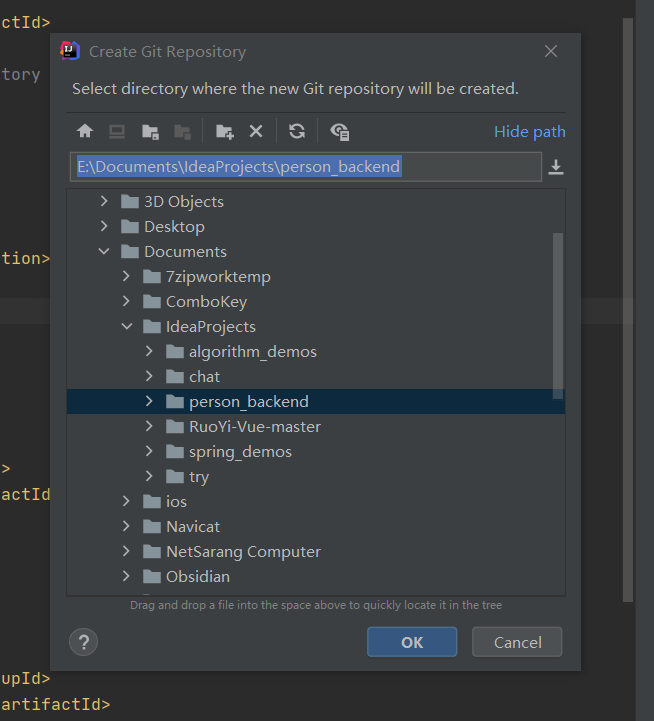 ctId>
Create Git Repository
tory
Select directory where the new Git repository will be created.
Hide path
E:\Documents\IdeaProjects\person_backend
3D Objects
Desktop
Documents
tion>
7zipworktemp
ComboKey
IdeaProjects
algorithm_demos
chat
person_backend
RuoYi-Vue-master
spring_demos
>
try
actId
ios
Navicat
NetSarang Computer
Obsidian
Drag and drop a file into the space above to quickly locate it in the tree
? OK Cancel
upId>
artifactId>